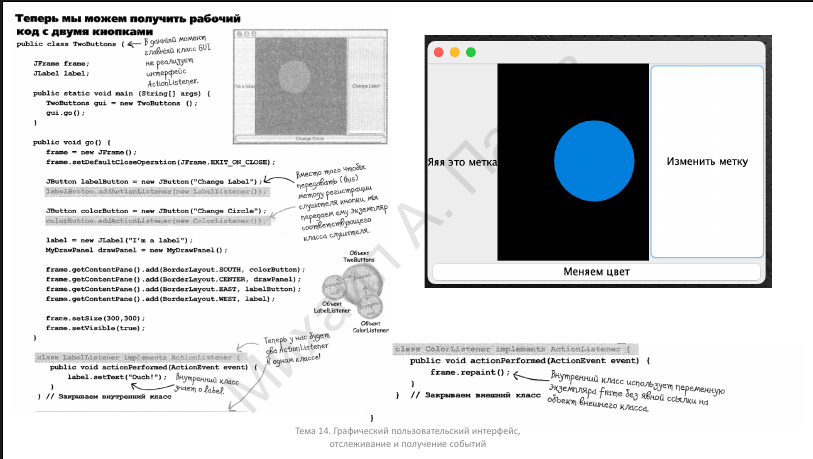 Теперь мы можем получить рабочий
код с двумя кнопками
public class TwoButtons {
В данный момент
главный класс GUI
не реализует
интерфейс
ActionListener.
JFrame frame;
JLabel label;
public static void main (String[] args) {
TwoButtons gui = new TwoButtons ();
gui.go();
}
public void go() {
frame = new JFrame();
frame.setDefaultCloseOperation(JFrame.EXIT_ON_CLOSE);
JButton labelButton = new JButton("Change Label");
labelButton.addActionListener(new LabelListener());
JButton colorButton = new JButton("Change Circle");
colorButton.addActionListener(new ColorListener());
Вместо того чтобы
передавать (this)
методу регистрации
слушателя кнопки, мы
передаем ему экземпляр
соответствующего
класса слушателя.
label = new JLabel("I'm a label");
MyDrawPanel drawPanel = new MyDrawPanel();
frame.getContentPane().add(BorderLayout.SOUTH, colorButton);
frame.getContentPane().add(BorderLayout.CENTER, drawPanel);
frame.getContentPane().add(BorderLayout.EAST, labelButton);
frame.getContentPane().add(BorderLayout.WEST, label);
frame.setSize(300,300);
frame.setVisible(true);
}
Объект
TwoButtons
Объект
LabelListener
Объект
ColorListener
class LabelListener implements ActionListener {
public void actionPerformed(ActionEvent event) {
label.setText("Ouch!");
}
} // Закрываем внутренний класс
Теперь у нас будет
два ActionListener
в одном классе!
Внутренний класс
знает о label.
I'm a label
Change Label
Change Circle
Яяя это метка
Изменить метку
Меняем цвет
class ColorListener implements ActionListener {
public void actionPerformed(ActionEvent event) {
frame.repaint();
}
} // Закрываем внешний класс
}
Внутренний класс использует переменную
экземпляра frame без явной ссылки на
объект внешнего класса.
Тема 14. Графический пользовательский интерфейс,
отслеживание и получение событий